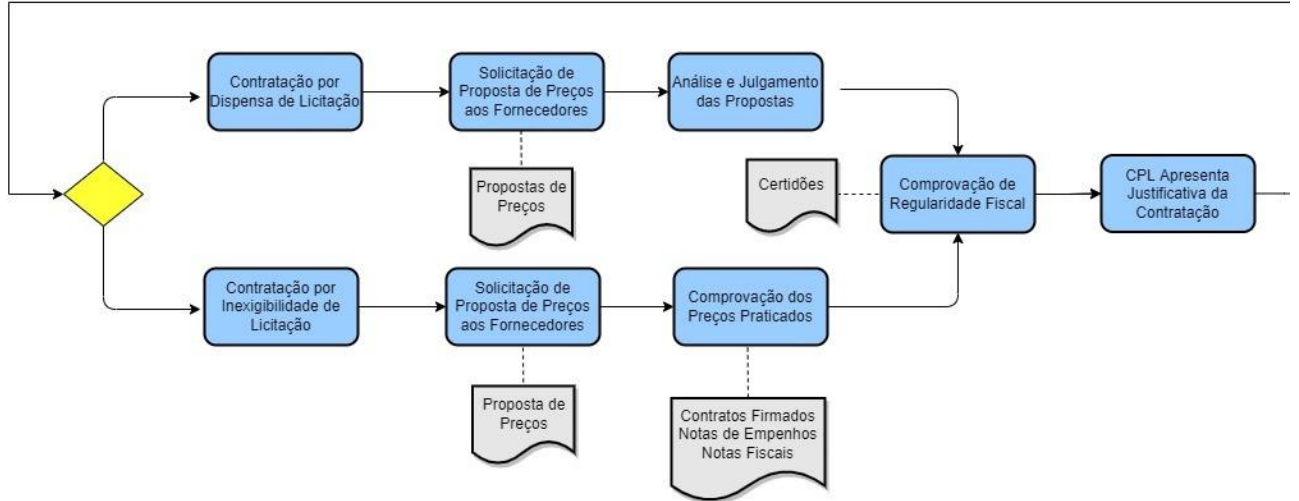 Contratação por
Dispensa de Licitação
Solicitação de
Proposta de Preços
aos Fornecedores
Análise e Julgamento
das Propostas
Propostas de
Preços
Certidões
Comprovação de
Regularidade Fiscal
CPL Apresenta
Justificativa da
Contratação
Contratação por
Inexigibilidade de
Licitação
Solicitação de
Proposta de Preços
aos Fornecedores
Comprovação dos
Preços Praticados
Proposta de
Preços
Contratos Firmados
Notas de Empenhos
Notas Fiscais